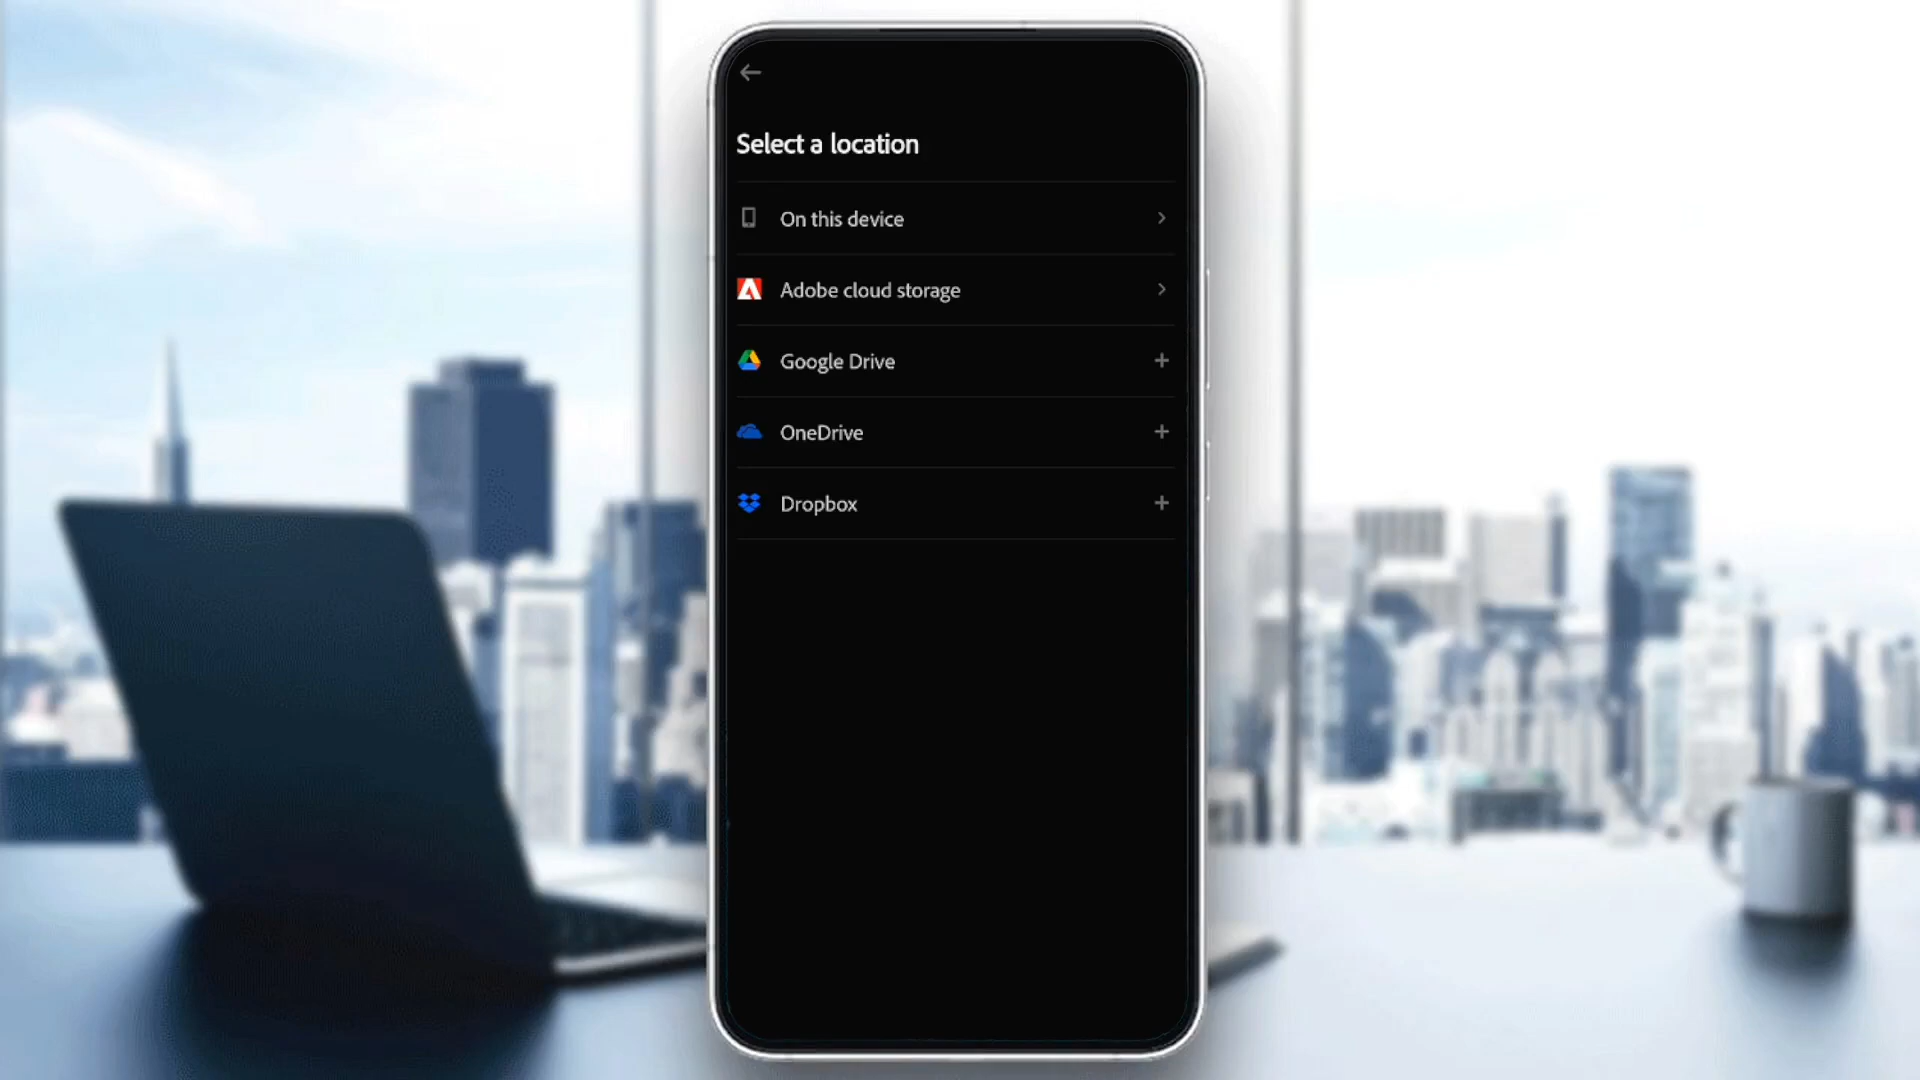 Select a location
On this device
Adobe cloud storage
Google Drive
OneDrive
Dropbox